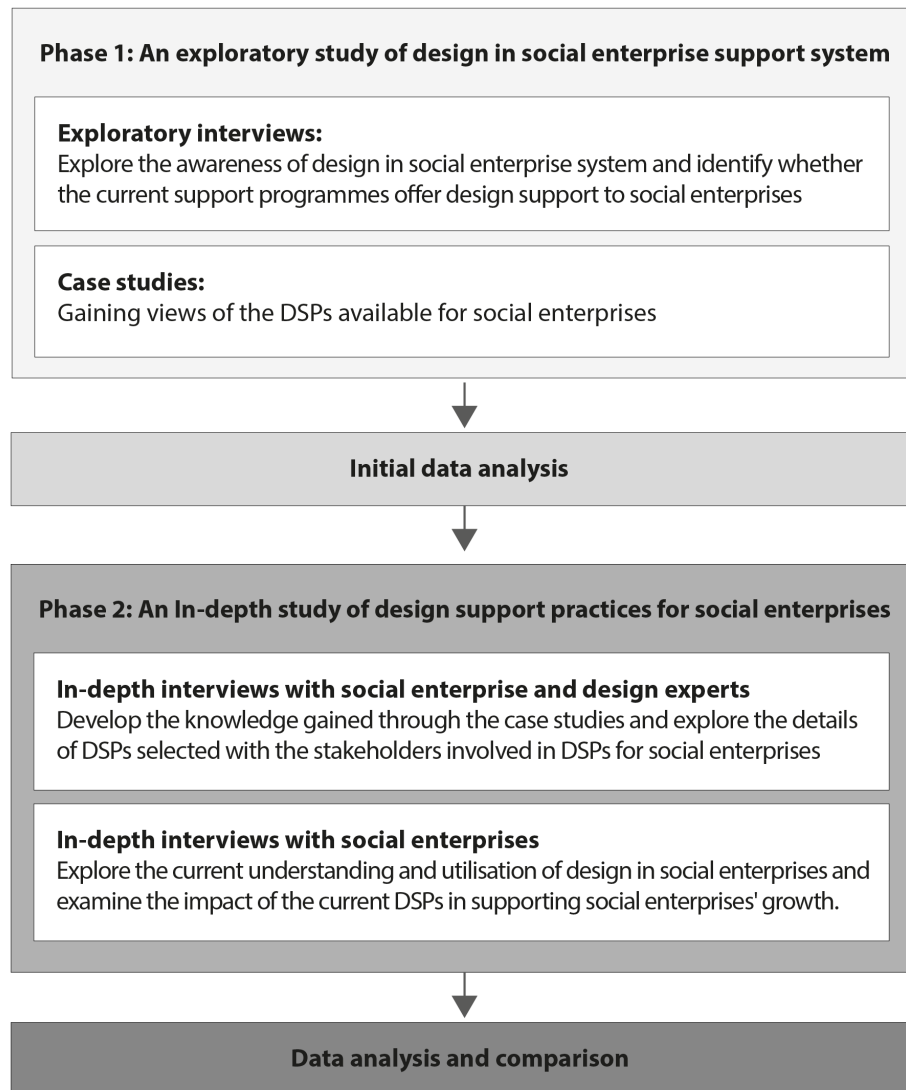 Phase 1: An exploratory study of design in social enterprise support system
Exploratory interviews:
Explore the awareness of design in social enterprise system and identify whether
the current support programmes offer design support to social enterprises
Case studies:
Gaining views of the DSPs available for social enterprises
Initial data analysis
Phase 2: An In-depth study of design support practices for social enterprises
In-depth interviews with social enterprise and design experts
Develop the knowledge gained through the case studies and explore the details
of DSPs selected with the stakeholders involved in DSPs for social enterprises
In-depth interviews with social enterprises
Explore the current understanding and utilisation of design in social enterprises and
examine the impact of the current DSPs in supporting social enterprises' growth.
Data analysis and comparison